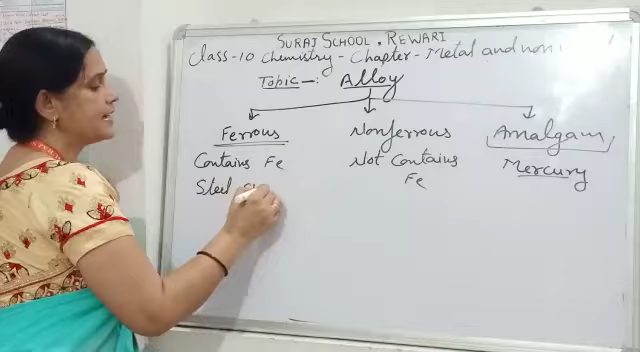 SURAJ SCHOOL, REWARI
Class-10 Chemistry - Chapter - Metal and non
Topic -: Alloy
Ferrous Nonferrous Amalgam
Contains Fe Not Contains Mercury
Fe
Steel